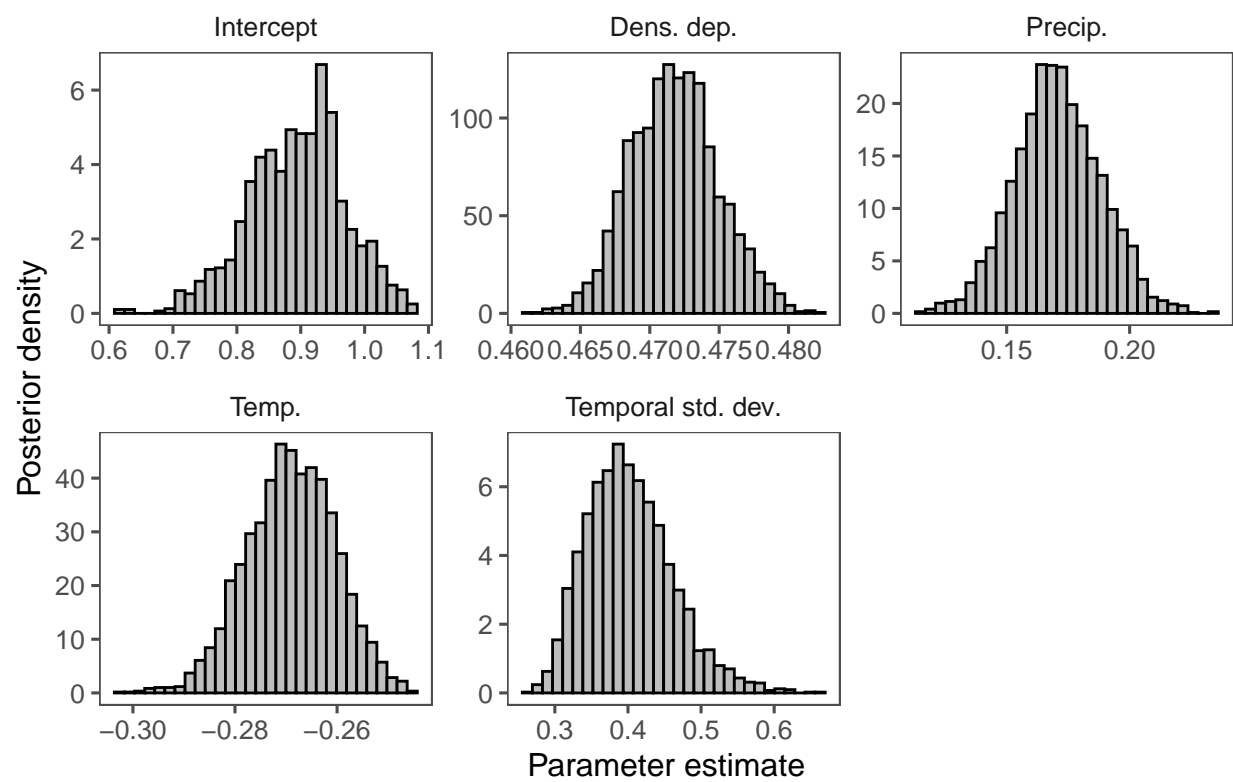 Intercept
Dens. dep.
Precip.
6
4
2
0
100
50
0
20
15
10
5
0
0.6 0.7 0.8 0.9 1.0 1.1
0.460 0.465 0.470 0.475 0.480
0.15 0.20
Posterior density
Temp.
Temporal std. dev.
40
30
20
10
0
6
4
2
0
−0.30 −0.28 −0.26
0.3 0.4 0.5 0.6
Parameter estimate